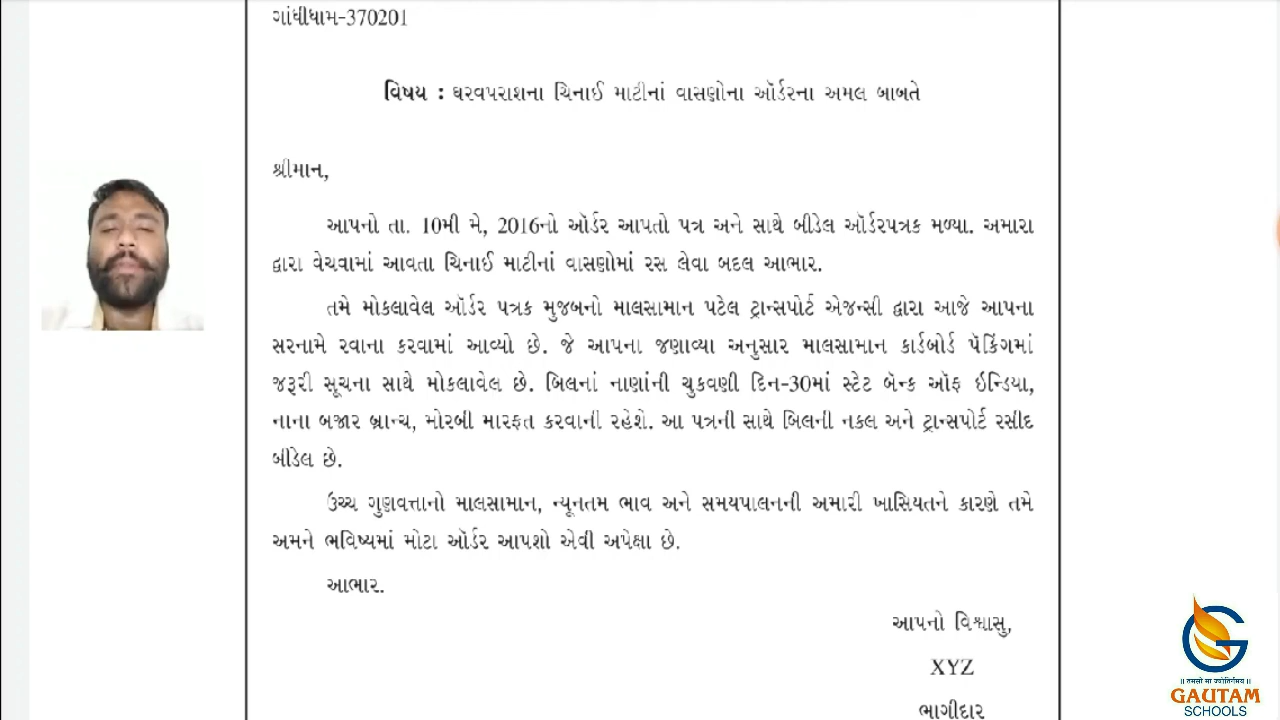 ગાંધીધામ-370201
વિષય : ઘરવપરાશના ચિનાઈ માટીનાં વાસણોના ઑર્ડરના અમલ બાબતે
શ્રીમાન,
આપનો તા. 10મી મે, 2016નો ઑર્ડર આપતો પત્ર અને સાથે બીડેલ ઑર્ડરપત્રક મળ્યા. અમારા
દ્વારા વેચવામાં આવતા ચિનાઈ માટીનાં વાસણોમાં રસ લેવા બદલ આભાર.
તમે મોકલાવેલ ઑર્ડર પત્રક મુજબનો માલસામાન પટેલ ટ્રાન્સપોર્ટ એજન્સી દ્વારા આજે આપના
સરનામે રવાના કરવામાં આવ્યો છે. જે આપના જણાવ્યા અનુસાર માલસામાન કાર્ડબોર્ડ પૅકિંગમાં
જરૂરી સૂચના સાથે મોકલાવેલ છે. બિલનાં નાણાંની ચુકવણી દિન-30માં સ્ટેટ બૅન્ક ઑફ ઇન્ડિયા,
નાના બજાર બ્રાન્ચ, મોરબી મારફત કરવાની રહેશે. આ પત્રની સાથે બિલની નકલ અને ટ્રાન્સપોર્ટ રસીદ
બીડેલ છે.
ઉચ્ચ ગુણવત્તાનો માલસામાન, ન્યૂનતમ ભાવ અને સમયપાલનની અમારી ખાસિયતને કારણે તમે
અમને ભવિષ્યમાં મોટા ઑર્ડર આપશો એવી અપેક્ષા છે.
આભાર.
આપનો વિશ્વાસુ,
XYZ
ભાગીદાર
|| તમસો મા જ્યોતિર્ગમય ||
GAUTAM
SCHOOLS